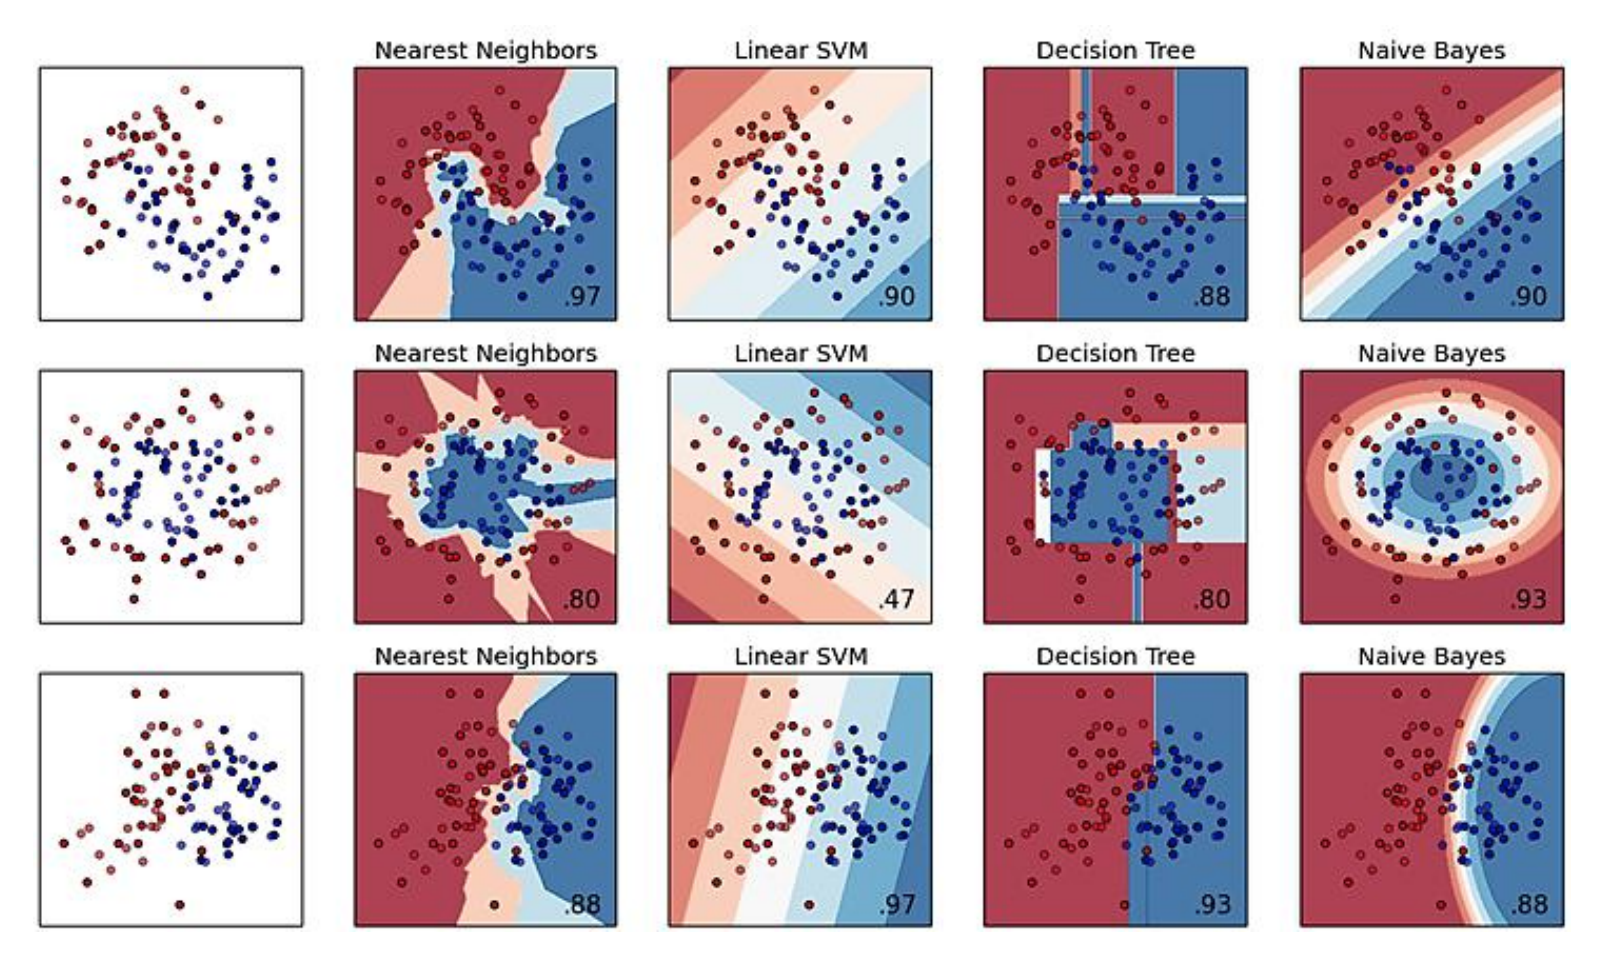 Nearest Neighbors Linear SVM Decision Tree Naive Bayes
.97 .90 .88 .90
Nearest Neighbors Linear SVM Decision Tree Naive Bayes
.80 .47 .80 .93
Nearest Neighbors Linear SVM Decision Tree Naive Bayes
.88 .97 .93 .88